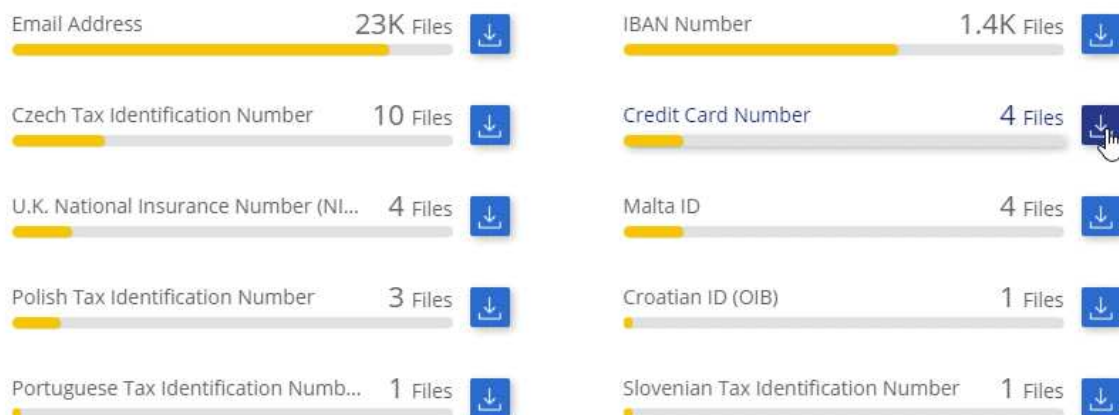 Email Address 23K Files
IBAN Number 1.4K Files
Czech Tax Identification Number 10 Files
Credit Card Number 4 Files
U.K. National Insurance Number (NI... 4 Files
Malta ID 4 Files
Polish Tax Identification Number 3 Files
Croatian ID (OIB) 1 Files
Portuguese Tax Identification Numb... 1 Files
Slovenian Tax Identification Number 1 Files